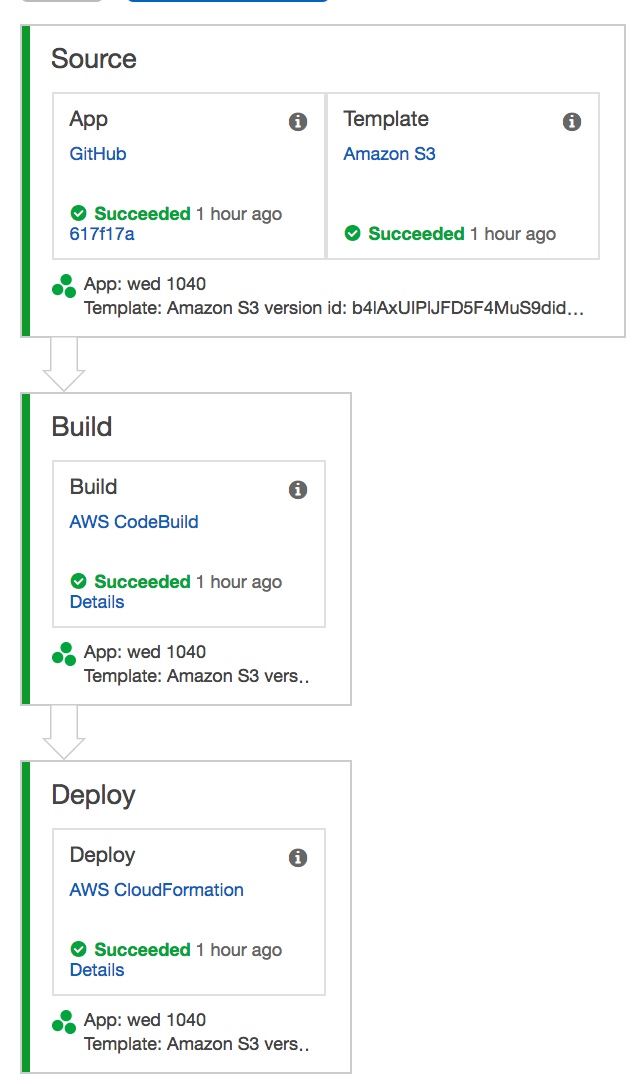 Source
App
GitHub
Succeeded 1 hour ago
617f17a
Template
Amazon S3
Succeeded 1 hour ago
App: wed 1040
Template: Amazon S3 version id: b4lAxUIPlJFD5F4MuS9did...
Build
Build
AWS CodeBuild
Succeeded 1 hour ago
Details
App: wed 1040
Template: Amazon S3 vers..
Deploy
Deploy
AWS CloudFormation
Succeeded 1 hour ago
Details
App: wed 1040
Template: Amazon S3 vers..